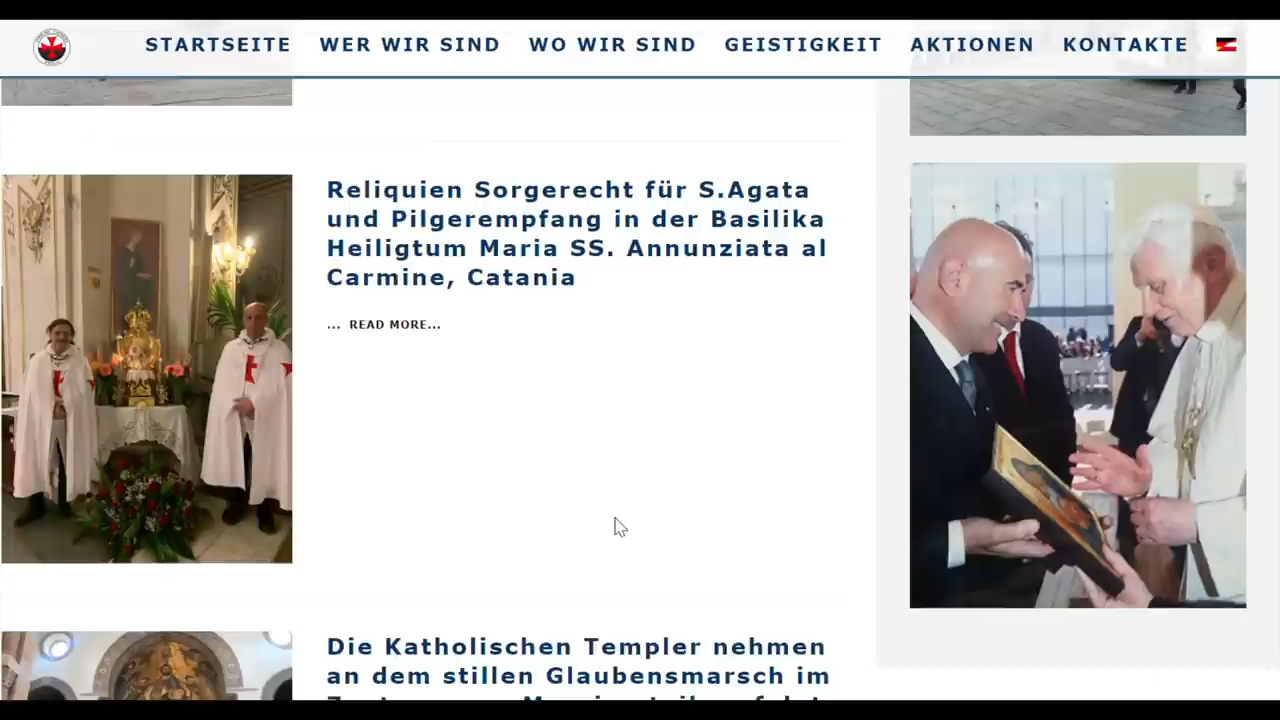 STARTSEITE WER WIR SIND WO WIR SIND GEISTIGKEIT AKTIONEN KONTAKTE
Reliquien Sorgerecht für S.Agata
und Pilgerempfang in der Basilika
Heiligtum Maria SS. Annunziata al
Carmine, Catania
... READ MORE...
Die Katholischen Templer nehmen
an dem stillen Glaubensmarsch im